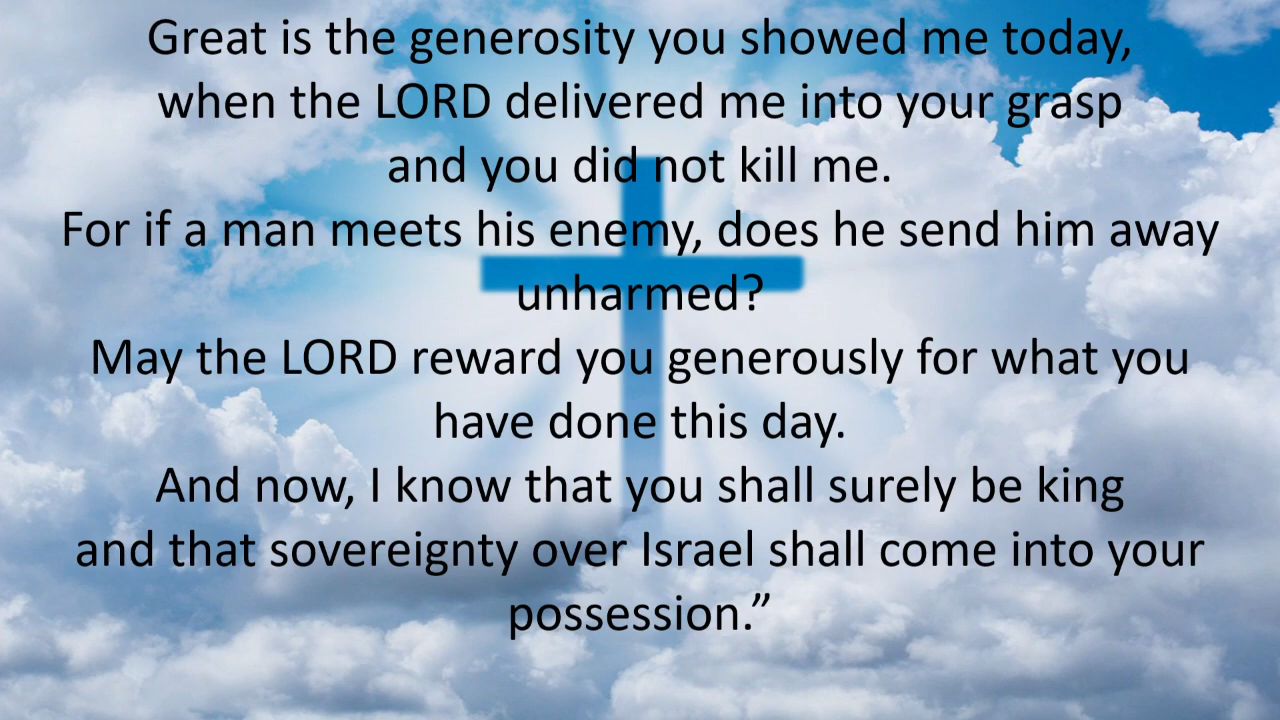 Great is the generosity you showed me today,
when the LORD delivered me into your grasp
and you did not kill me.
For if a man meets his enemy, does he send him away
unharmed?
May the LORD reward you generously for what you
have done this day.
And now, I know that you shall surely be king
and that sovereignty over Israel shall come into your
possession.”